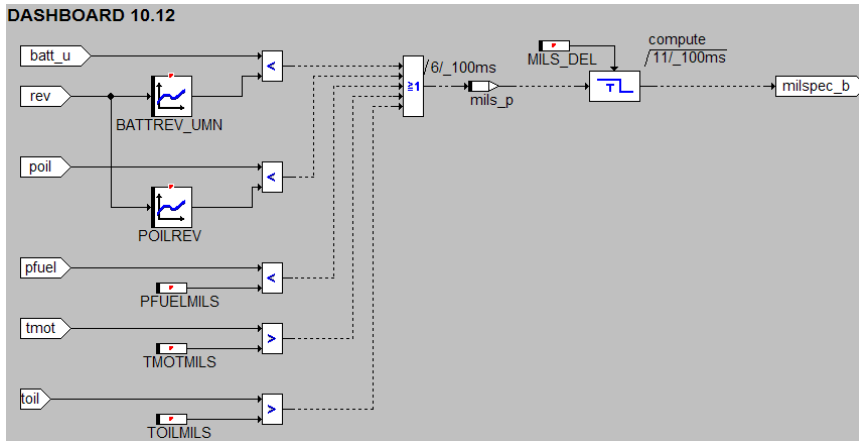 DASHBOARD 10.12
batt_u
<
rev
BATTREV_UMN
poil
<
POILREV
pfuel
<
PFUELMILS
tmot
>
TMOTMILS
toil
>
TOILMILS
≥1
/6/_100ms
mils_p
MILS_DEL
compute
/11/_100ms
T
milspec_b